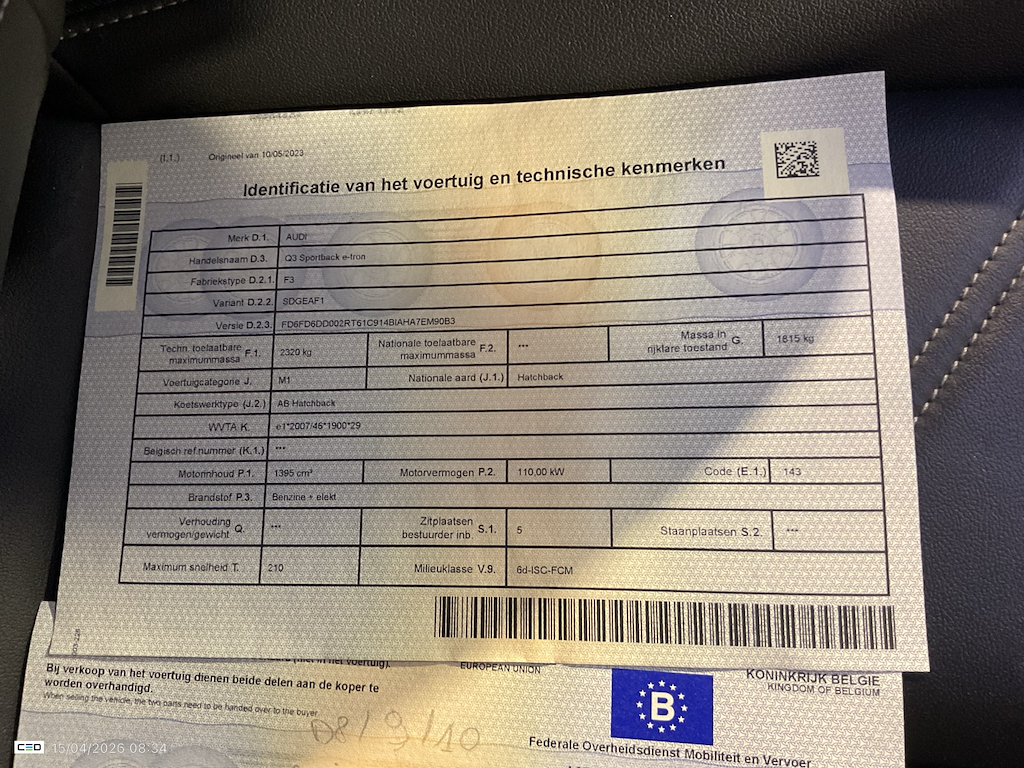 (I.1.) Origineel van 10/05/2023
Identificatie van het voertuig en technische kenmerken
Merk D.1. AUDI
Handelsnaam D.3. Q3 Sportback e-tron
Fabriekstype D.2.1. F3
Variant D.2.2. SDGEAF1
Versie D.2.3. FD6FD6DD002RT61C914BIAHA7EM90B3
Techn. toelaatbare maximummassa F.1. 2320 kg Nationale toelaatbare maximummassa F.2. *** Massa in rijklare toestand G. 1815 kg
Voertuigcategorie J. M1 Nationale aard (J.1.) Hatchback
Koetswerktype (J.2.) AB Hatchback
WVTA K. e1*2007/46*1900*29
Belgisch ref nummer (K.1.) ***
Motorinhoud P.1. 1395 cm³ Motorvermogen P.2. 110,00 kW Code (E.1.) 143
Brandstof P.3. Benzine + elekt
Verhouding vermogen/gewicht Q. *** Zitplaatsen bestuurder inb. S.1. 5 Staanplaatsen S.2. ***
Maximum snelheid T. 210 Milieuklasse V.9. 6d-ISC-FCM
(niet in het voertuig).
Bij verkoop van het voertuig dienen beide delen aan de koper te
worden overhandigd.
When selling the vehicle, the two parts need to be handed over to the buyer
EUROPEAN UNION
B
KONINKRIJK BELGIE
KINGDOM OF BELGIUM
Federale Overheidsdienst Mobiliteit en Vervoer
CEO 15/04/2026 08:34